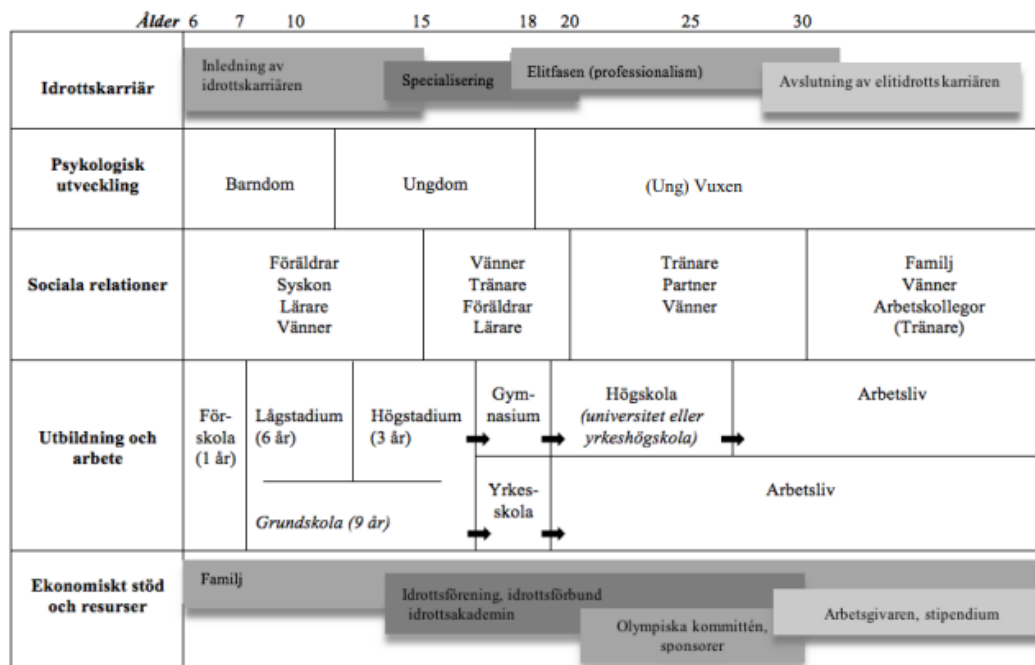 Ålder 6 7 10 15 18 20 25 30
Idrottskarriär
Inledning av
idrottskarriären
Specialisering
Elitfasen (professionalism)
Avslutning av elitidrottskarriären
Psykologisk
utveckling
Barndom
Ungdom
(Ung) Vuxen
Sociala relationer
Föräldrar
Syskon
Lärare
Vänner
Vänner
Tränare
Föräldrar
Lärare
Tränare
Partner
Vänner
Familj
Vänner
Arbetskollegor
(Tränare)
Utbildning och
arbete
För-
skola
(1 år)
Lågstadium
(6 år)
Högstadium
(3 år)
Grundskola (9 år)
Gym-
nasium
Yrkes-
skola
Högskola
(universitet eller
yrkeshögskola)
Arbetsliv
Arbetsliv
Ekonomiskt stöd
och resurser
Familj
Idrottsförening, idrottsförbund
idrottsakademin
Olympiska kommittén,
sponsorer
Arbetsgivaren, stipendium